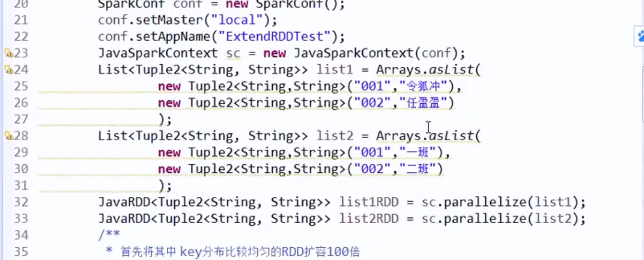 20 SparkConf conf = new SparkConf();
21 conf.setMaster("local");
22 conf.setAppName("ExtendRDDTest");
23 JavaSparkContext sc = new JavaSparkContext(conf);
24 List<Tuple2<String, String>> list1 = Arrays.asList(
25 new Tuple2<String,String>("001","令狐冲"),
26 new Tuple2<String,String>("002","任盈盈")
27 );
28 List<Tuple2<String, String>> list2 = Arrays.asList(
29 new Tuple2<String,String>("001","一班"),
30 new Tuple2<String,String>("002","二班")
31 );
32 JavaRDD<Tuple2<String, String>> list1RDD = sc.parallelize(list1);
33 JavaRDD<Tuple2<String, String>> list2RDD = sc.parallelize(list2);
34 /**
35 * 首先将其中 key分布比较均匀的RDD扩容100倍